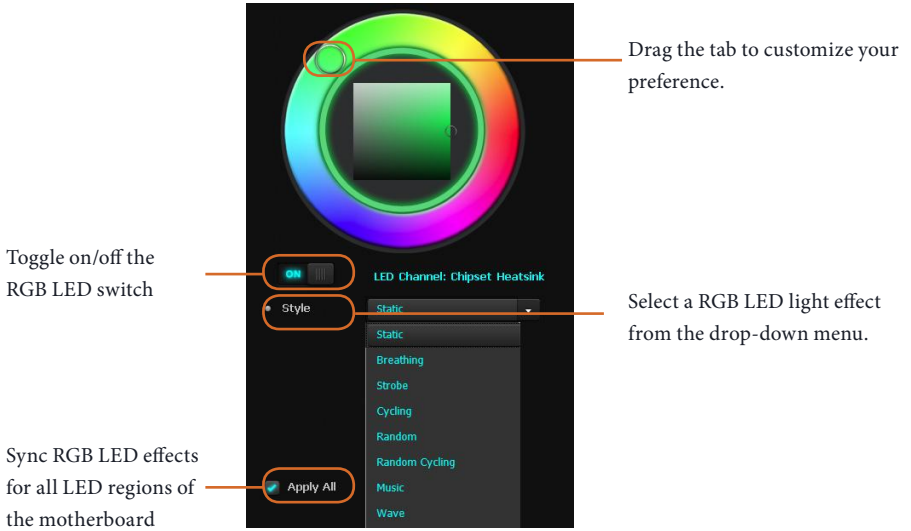 Drag the tab to customize your
preference.
Toggle on/off the
RGB LED switch
ON
LED Channel: Chipset Heatsink
Style
Static
Select a RGB LED light effect
from the drop-down menu.
Static
Breathing
Strobe
Cycling
Random
Random Cycling
Music
Wave
Sync RGB LED effects
for all LED regions of
the motherboard
Apply All